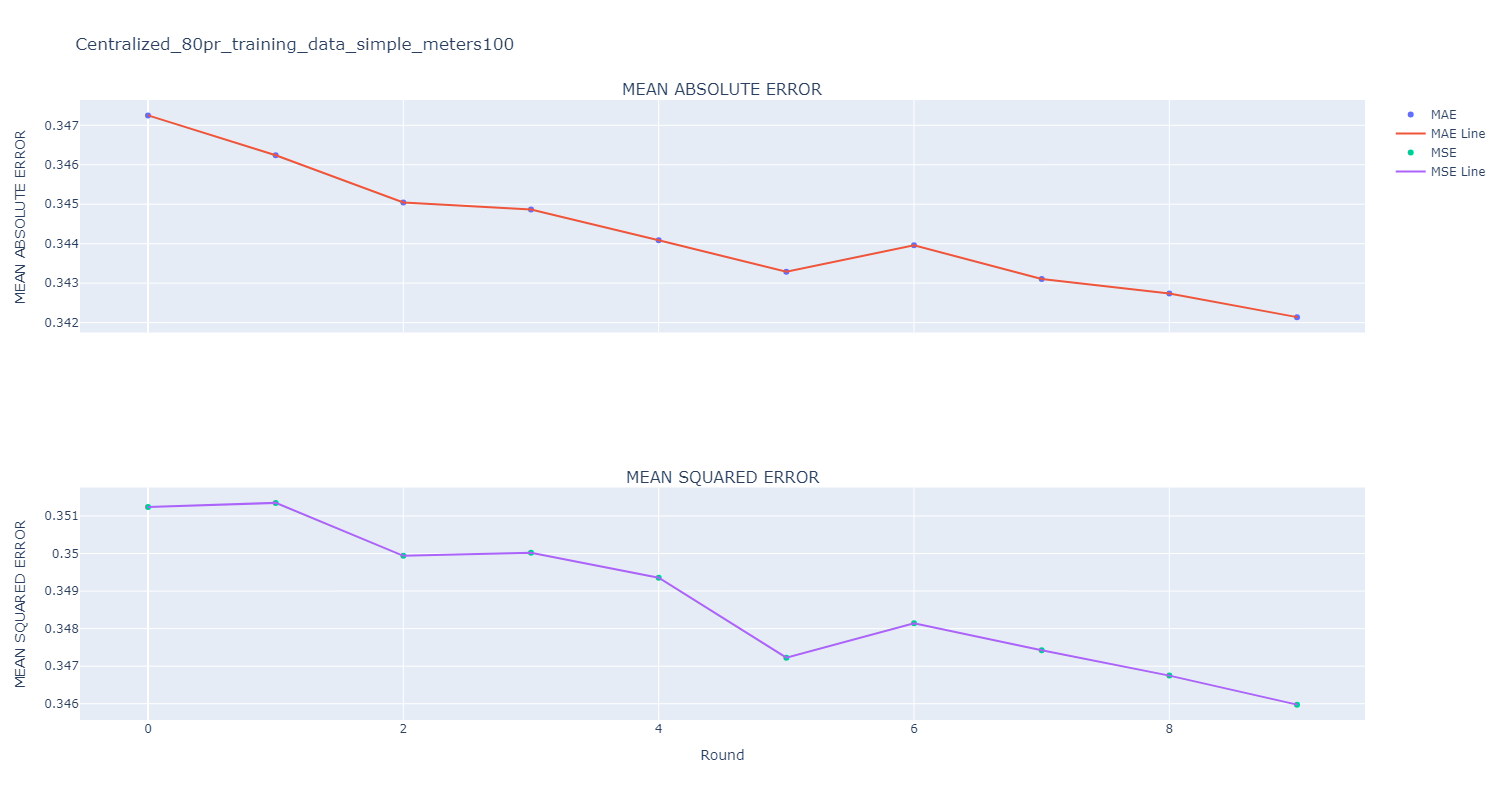 Centralized_80pr_training_data_simple_meters100
MEAN ABSOLUTE ERROR
MEAN ABSOLUTE ERROR
0.347
0.346
0.345
0.344
0.343
0.342
MAE
MAE Line
MSE
MSE Line
MEAN SQUARED ERROR
MEAN SQUARED ERROR
0.351
0.35
0.349
0.348
0.347
0.346
0 2 4 6 8
Round